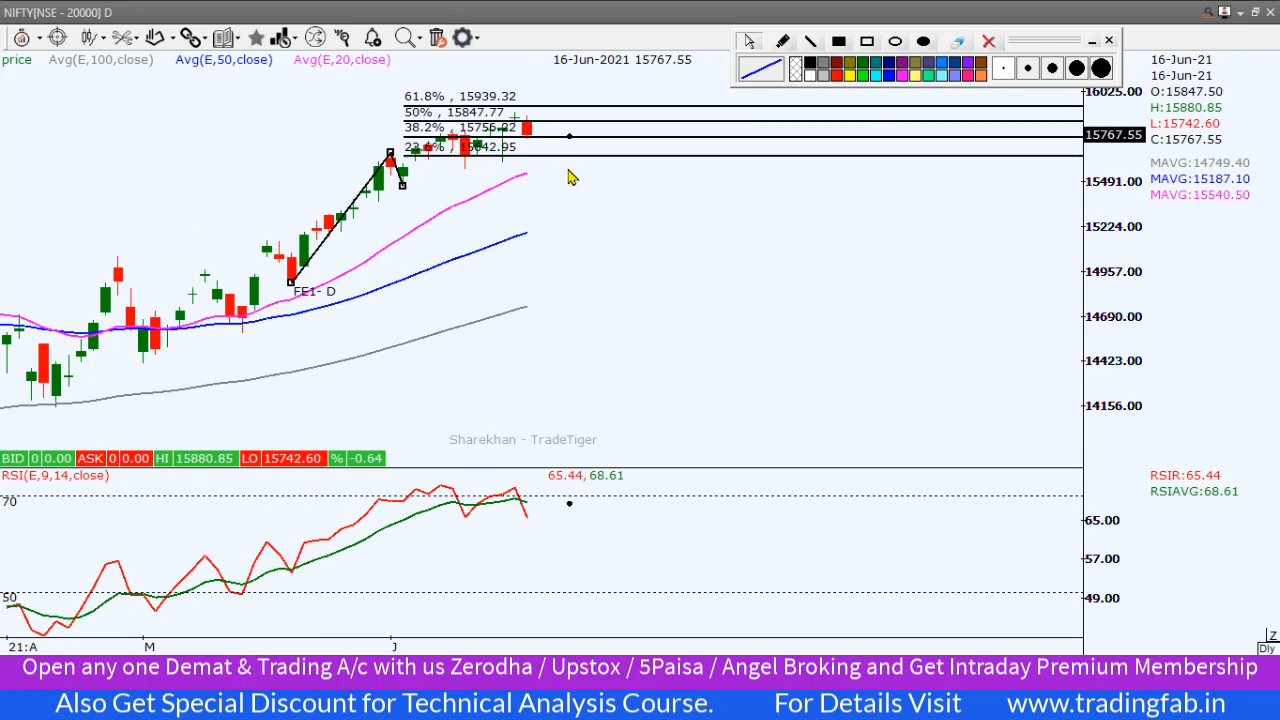 NIFTY[NSE - 20000] D
price Avg(E,100,close) Avg(E,50,close) Avg(E,20,close)
16-Jun-2021 15767.55
16-Jun-21
16-Jun-21
O:15847.50
H:15880.85
L:15742.60
C:15767.55
MAVG:14749.40
MAVG:15187.10
MAVG:15540.50
61.8% , 15939.32
50% , 15847.77
38.2% , 15756.22
23.6% , 15642.95
FE1- D
16025.00
15767.55
15491.00
15224.00
14957.00
14690.00
14423.00
14156.00
Sharekhan - TradeTiger
BID 0 0.00 ASK 0 0.00 HI 15880.85 LO 15742.60 % -0.64
RSI(E,9,14,close)
65.44, 68.61
RSIR:65.44
RSIAVG:68.61
70
50
65.00
57.00
49.00
21:A M J
Z
Dly
Open any one Demat & Trading A/c with us Zerodha / Upstox / 5Paisa / Angel Broking and Get Intraday Premium Membership
Also Get Special Discount for Technical Analysis Course. For Details Visit www.tradingfab.in